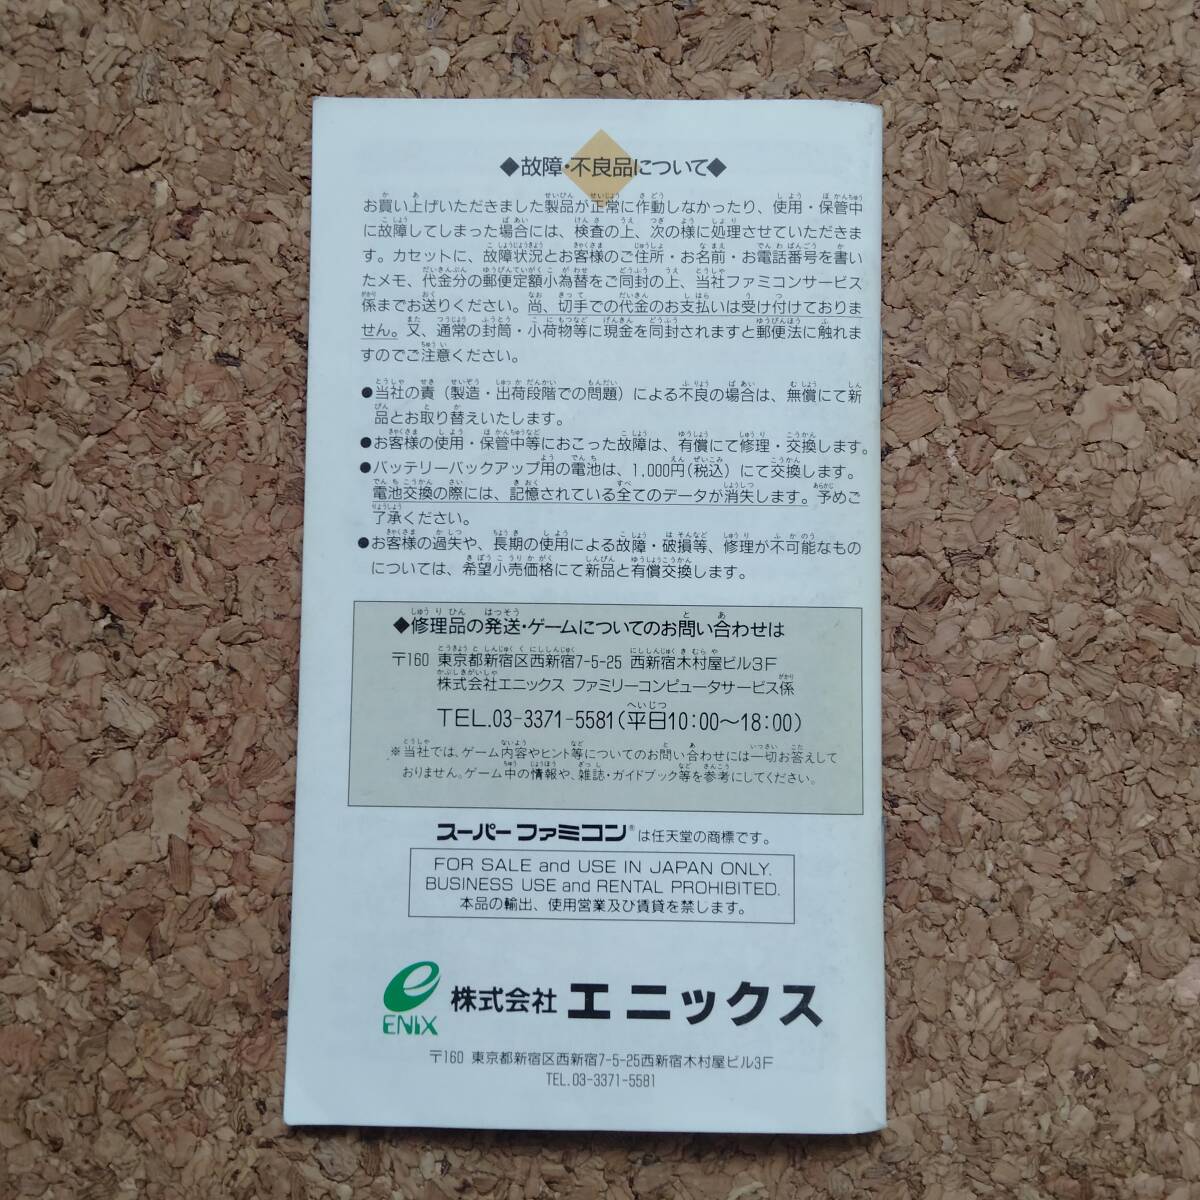 ◆故障・不良品について◆
お買い上げいただきました製品が正常に作動しなかったり、使用・保管中
に故障してしまった場合には、検査の上、次の様に処理させていただきま
す。カセットに、故障状況とお客様のご住所・お名前・お電話番号を書い
たメモ、代金分の郵便定額小為替をご同封の上、当社ファミコンサービス
係までお送りください。尚、切手での代金のお支払いは受け付けておりま
せん。又、通常の封筒・小荷物等に現金を同封されますと郵便法に触れま
すのでご注意ください。
●当社の責（製造・出荷段階での問題）による不良の場合は、無償にて新
品とお取り替えいたします。
●お客様の使用・保管中等におこった故障は、有償にて修理・交換します。
●バッテリーバックアップ用の電池は、1,000円（税込）にて交換します。
電池交換の際には、記憶されている全てのデータが消失します。予めご
了承ください。
●お客様の過失や、長期の使用による故障・破損等、修理が不可能なもの
については、希望小売価格にて新品と有償交換します。
◆修理品の発送・ゲームについてのお問い合わせは
〒160 東京都新宿区西新宿7-5-25 西新宿木村屋ビル3F
株式会社エニックス ファミリーコンピュータサービス係
TEL.03-3371-5581(平日10:00～18:00)
※当社では、ゲーム内容やヒント等についてのお問い合わせには一切お答えして
おりません。ゲーム中の情報や、雑誌・ガイドブック等を参考にしてください。
スーパーファミコン®は任天堂の商標です。
FOR SALE and USE IN JAPAN ONLY.
BUSINESS USE and RENTAL PROHIBITED.
本品の輸出、使用営業及び賃貸を禁じます。
e ENIX 株式会社 エニックス
〒160 東京都新宿区西新宿7-5-25西新宿木村屋ビル3F
TEL.03-3371-5581